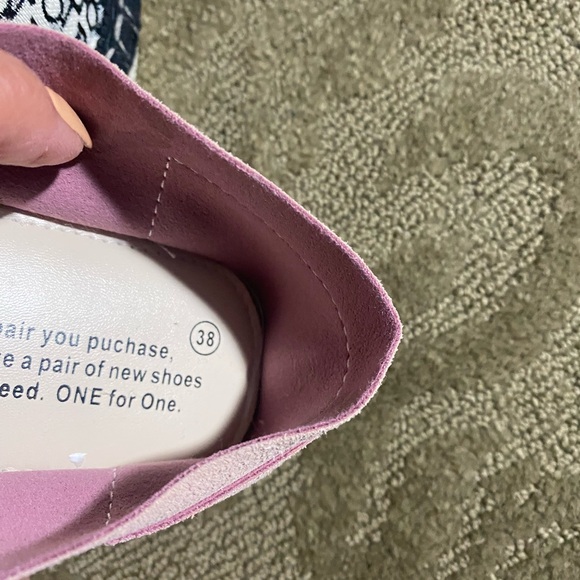 pair you puchase,
38
e a pair of new shoes
eed. ONE for One.